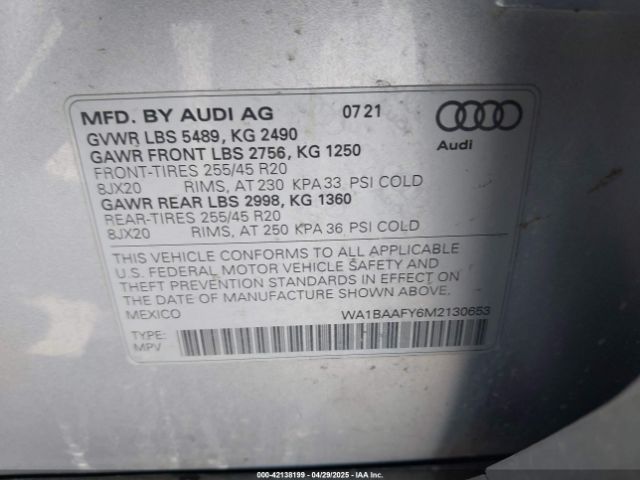 MFD. BY AUDI AG 07 21
GVWR LBS 5489, KG 2490
GAWR FRONT LBS 2756, KG 1250
FRONT-TIRES 255/45 R20
8JX20 RIMS, AT 230 KPA 33 PSI COLD
GAWR REAR LBS 2998, KG 1360
REAR-TIRES 255/45 R20
8JX20 RIMS, AT 250 KPA 36 PSI COLD
Audi
THIS VEHICLE CONFORMS TO ALL APPLICABLE
U.S. FEDERAL MOTOR VEHICLE SAFETY AND
THEFT PREVENTION STANDARDS IN EFFECT ON
THE DATE OF MANUFACTURE SHOWN ABOVE.
MEXICO WA1BAAFY6M2130653
TYPE:
MPV
000-42138199 - 04/29/2025 - IAAI.COM